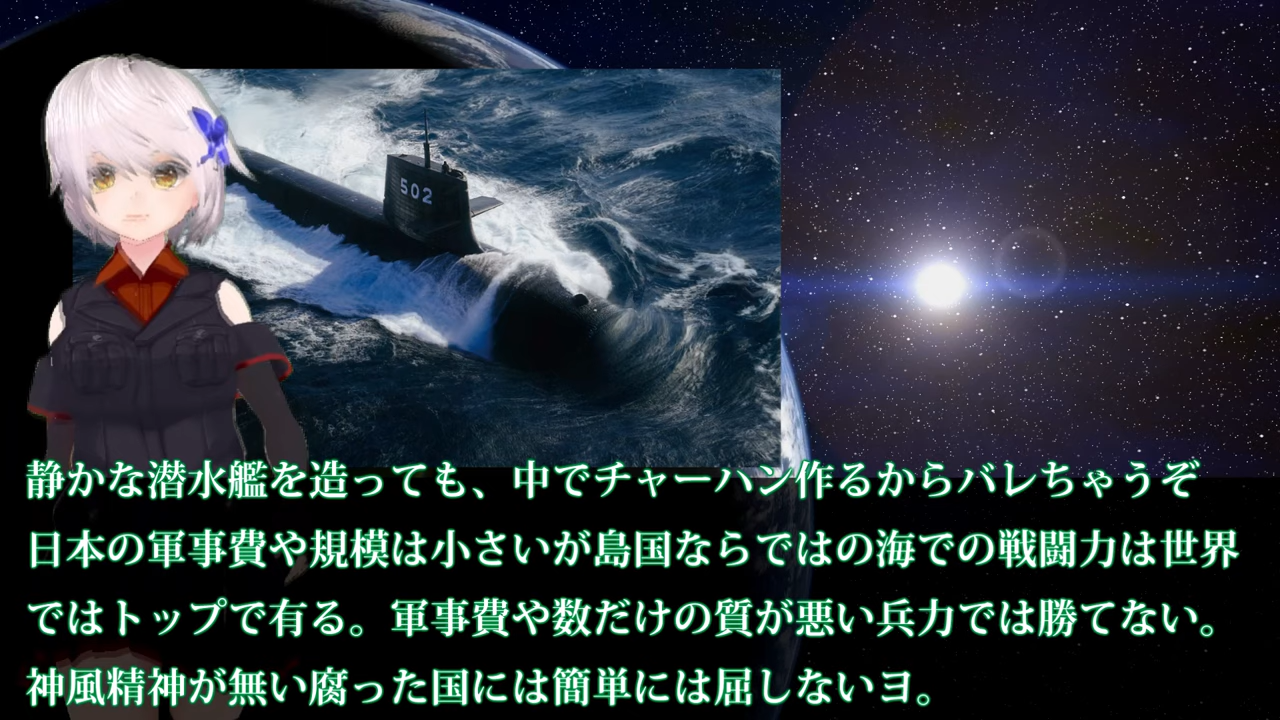 502
静かな潜水艦を造っても、中でチャーハン作るからバレちゃうぞ
日本の軍事費や規模は小さいが島国ならではの海での戦闘力は世界
ではトップで有る。軍事費や数だけの質が悪い兵力では勝てない。
神風精神が無い腐った国には簡単には屈しないヨ。